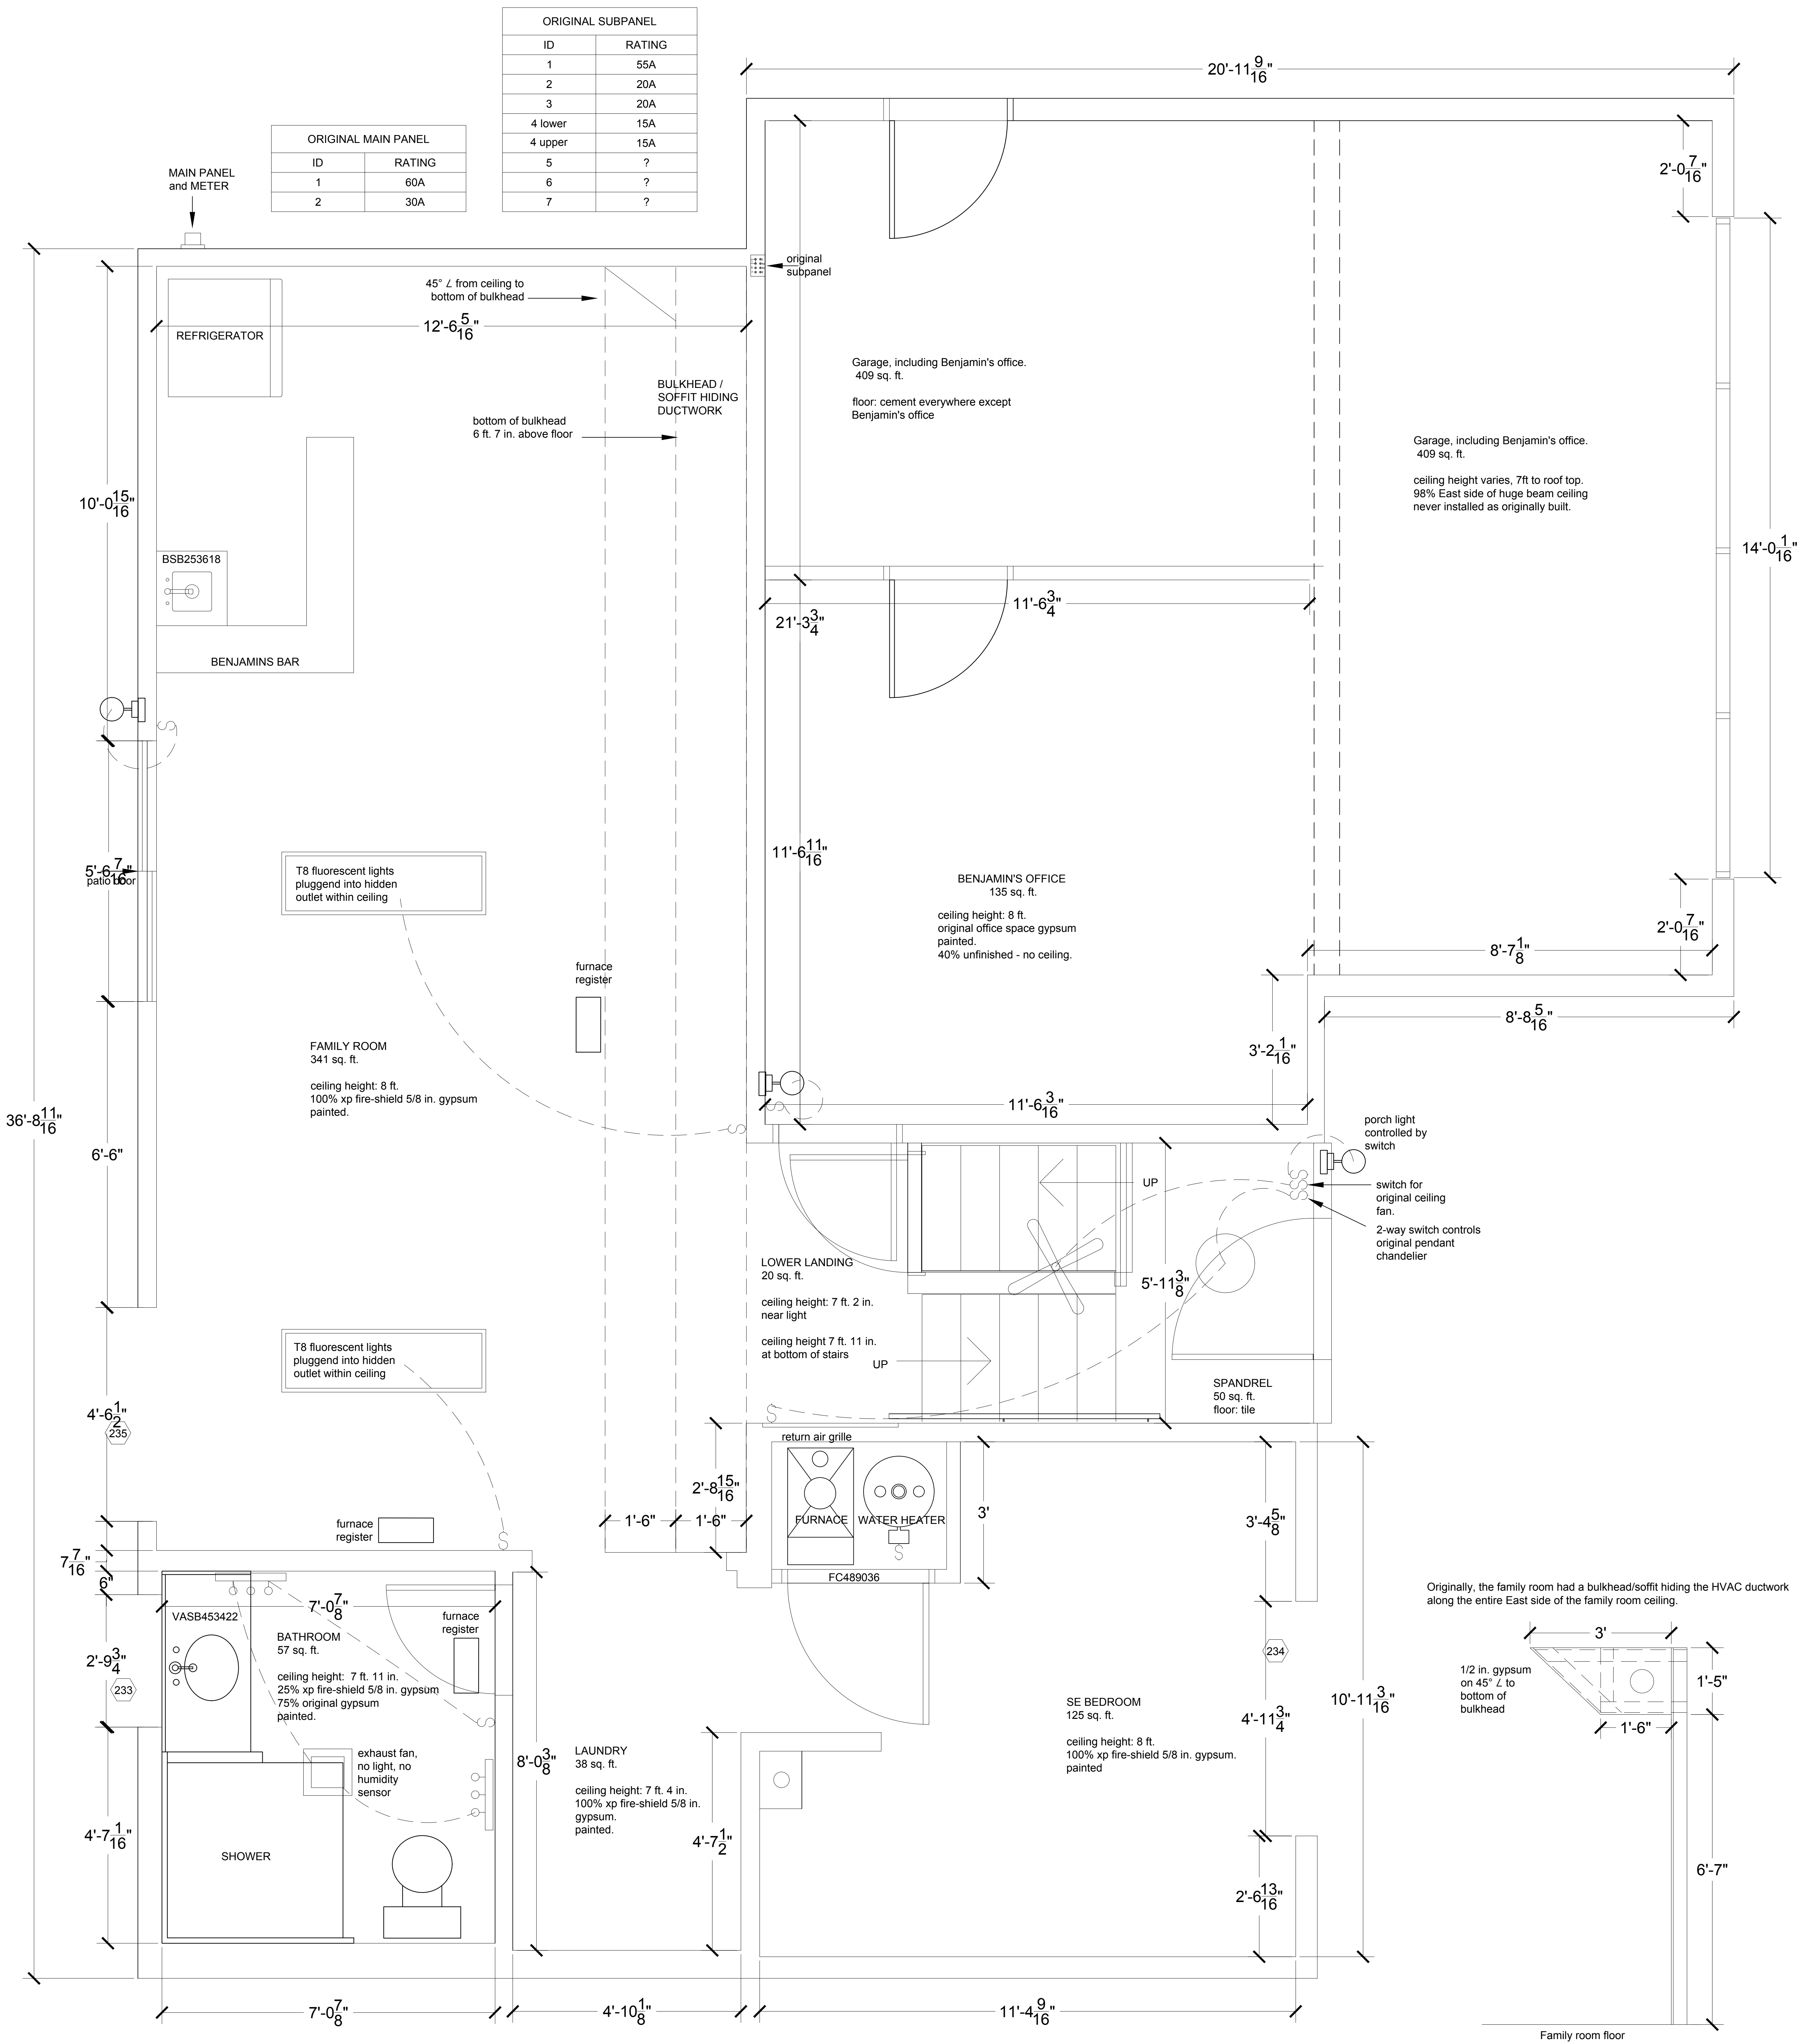 ORIGINAL SUBPANEL
ID RATING
1 55A
2 20A
3 20A
4 lower 15A
4 upper 15A
5 ?
6 ?
7 ?
ORIGINAL MAIN PANEL
ID RATING
1 60A
2 30A
MAIN PANEL
and METER
20'-11 9/16"
2'-0 7/16"
original
subpanel
45° ∠ from ceiling to
bottom of bulkhead
12'-6 5/16"
REFRIGERATOR
BULKHEAD /
SOFFIT HIDING
DUCTWORK
bottom of bulkhead
6 ft. 7 in. above floor
Garage, including Benjamin's office.
409 sq. ft.
floor: cement everywhere except
Benjamin's office
Garage, including Benjamin's office.
409 sq. ft.
ceiling height varies, 7ft to roof top.
98% East side of huge beam ceiling
never installed as originally built.
10'-0 15/16"
14'-0 1/16"
BSB253618
BENJAMINS BAR
11'-6 3/4"
21'-3 3/4"
5'-6 7/16"
patio door
11'-6 11/16"
T8 fluorescent lights
pluggend into hidden
outlet within ceiling
BENJAMIN'S OFFICE
135 sq. ft.
ceiling height: 8 ft.
original office space gypsum
painted.
40% unfinished - no ceiling.
2'-0 7/16"
8'-7 1/8"
furnace
register
8'-8 5/16"
3'-2 1/16"
FAMILY ROOM
341 sq. ft.
ceiling height: 8 ft.
100% xp fire-shield 5/8 in. gypsum
painted.
36'-8 11/16"
11'-6 3/16"
6'-6"
porch light
controlled by
switch
UP
switch for
original ceiling
fan.
2-way switch controls
original pendant
chandelier
LOWER LANDING
20 sq. ft.
ceiling height: 7 ft. 2 in.
near light
ceiling height 7 ft. 11 in.
at bottom of stairs
5'-11 3/8"
UP
T8 fluorescent lights
pluggend into hidden
outlet within ceiling
SPANDREL
50 sq. ft.
floor: tile
4'-6 1/2"
235
return air grille
2'-8 15/16"
1'-6"
1'-6"
FURNACE
WATER HEATER
3'
3'-4 5/8"
furnace
register
7 7/16"
6"
FC489036
7'-0 7/8"
VASB453422
furnace
register
BATHROOM
57 sq. ft.
ceiling height: 7 ft. 11 in.
25% xp fire-shield 5/8 in. gypsum
75% original gypsum
painted.
2'-9 3/4"
233
234
Originally, the family room had a bulkhead/soffit hiding the HVAC ductwork
along the entire East side of the family room ceiling.
3'
1/2 in. gypsum
on 45° ∠ to
bottom of
bulkhead
1'-5"
1'-6"
SE BEDROOM
125 sq. ft.
ceiling height: 8 ft.
100% xp fire-shield 5/8 in. gypsum.
painted
4'-11 3/4"
10'-11 3/16"
exhaust fan,
no light, no
humidity
sensor
8'-0 3/8"
LAUNDRY
38 sq. ft.
ceiling height: 7 ft. 4 in.
100% xp fire-shield 5/8 in.
gypsum.
painted.
4'-7 1/16"
4'-7 1/2"
SHOWER
2'-6 13/16"
6'-7"
7'-0 7/8"
4'-10 1/8"
11'-4 9/16"
Family room floor